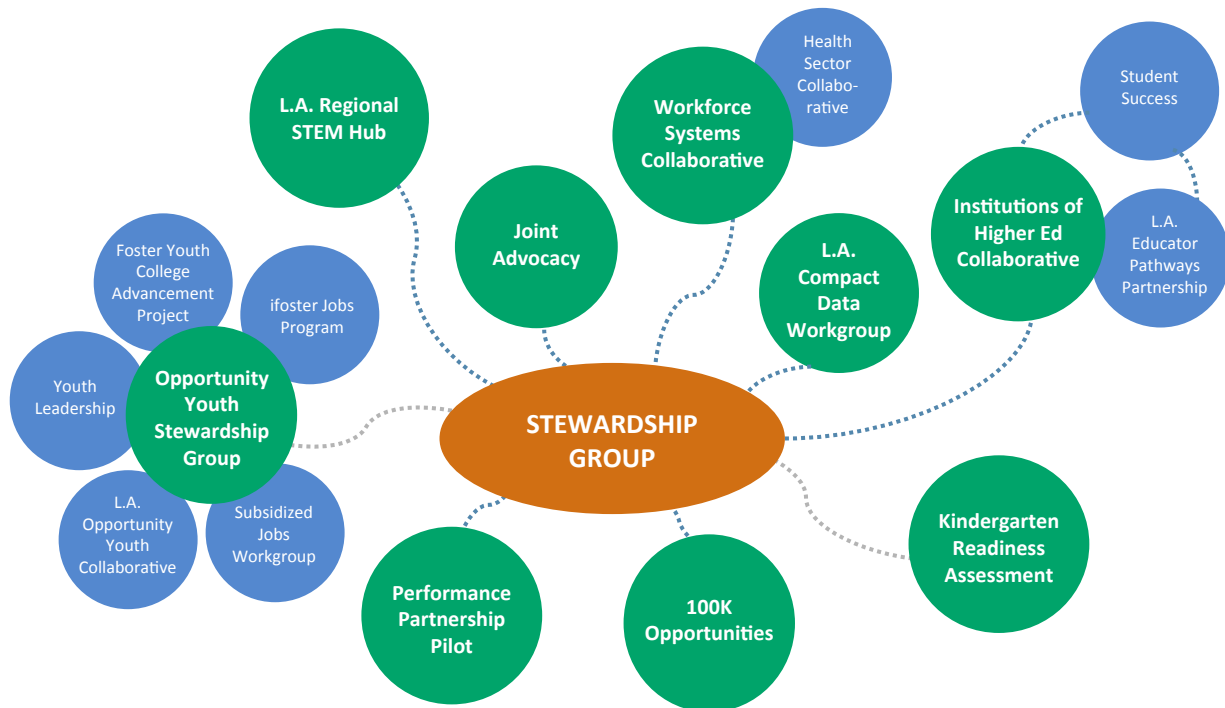 L.A. Regional
STEM Hub
Workforce
Systems
Collaborative
Health
Sector
Collabo-
rative
Student
Success
Joint
Advocacy
L.A.
Compact
Data
Workgroup
Institutions of
Higher Ed
Collaborative
L.A.
Educator
Pathways
Partnership
Foster Youth
College
Advancement
Project
ifoster Jobs
Program
Youth
Leadership
Opportunity
Youth
Stewardship
Group
L.A.
Opportunity
Youth
Collaborative
Subsidized
Jobs
Workgroup
STEWARDSHIP
GROUP
Kindergarten
Readiness
Assessment
Performance
Partnership
Pilot
100K
Opportunities